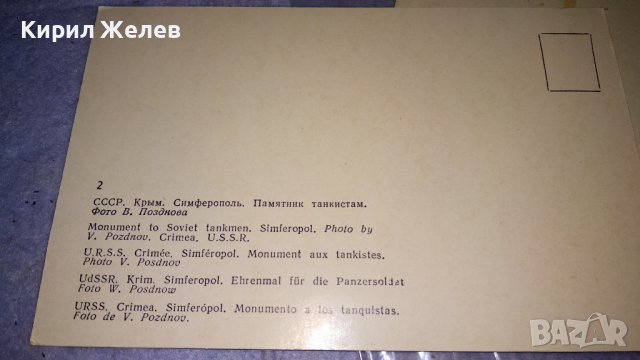 Кирил Желев
2
СССР. Крым. Симферополь. Памятник танкистам.
Фото В. Позднова
Monument to Soviet tankmen. Simferopol. Photo by
V. Pozdnov. Crimea. U.S.S.R.
U.R.S.S. Crimée. Simféropol. Monument aux tankistes.
Photo V. Posdnov
UdSSR. Krim. Simferopol. Ehrenmal für die Panzersoldat
Foto W. Posdnow
URSS. Crimea. Simferópol. Monumento a los tanquistas.
Foto de V. Pozdnov.
BAZAR